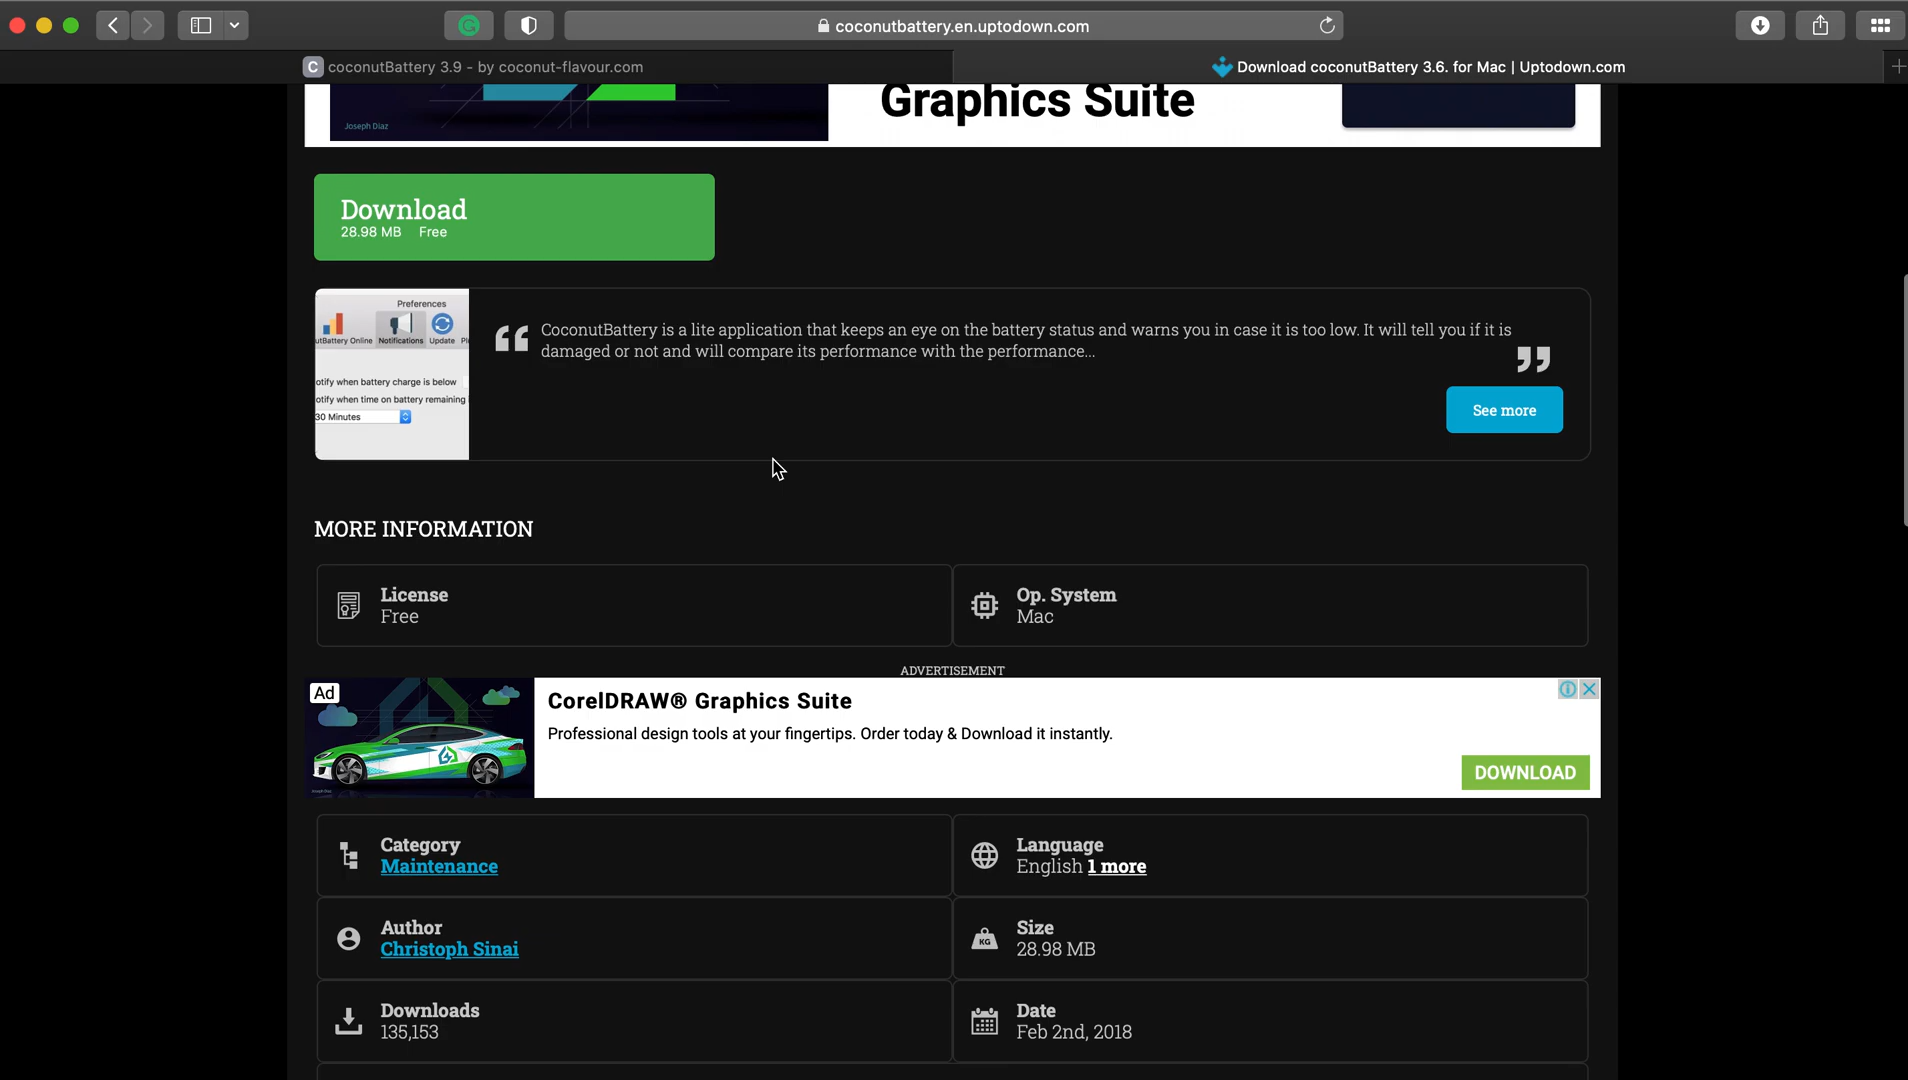 coconutbattery.en.uptodown.com
C coconutBattery 3.9 - by coconut-flavour.com
Download coconutBattery 3.6. for Mac | Uptodown.com
Joseph Diaz
Graphics Suite
Download
28.98 MB Free
Preferences
utBattery Online Notifications Update Pl
otify when battery charge is below
otify when time on battery remaining i
30 Minutes
“ CoconutBattery is a lite application that keeps an eye on the battery status and warns you in case it is too low. It will tell you if it is
damaged or not and will compare its performance with the performance... ”
See more
MORE INFORMATION
License
Free
Op. System
Mac
ADVERTISEMENT
Ad
CorelDRAW® Graphics Suite
Professional design tools at your fingertips. Order today & Download it instantly.
DOWNLOAD
Category
Maintenance
Language
English 1 more
Author
Christoph Sinai
KG
Size
28.98 MB
Downloads
135,153
Date
Feb 2nd, 2018